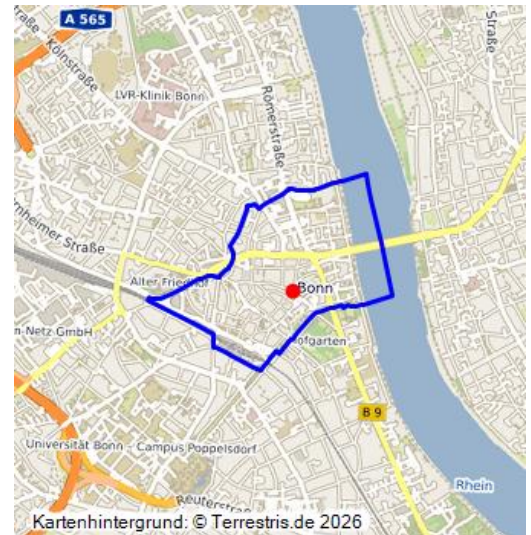 A 565
Kölnstraße
Straße
LVR-Klinik Bonn
Römerstraße
rnheimer Straße
Alter Friedhof
Bonn
n-Netz GmbH
ofgarten
B 9
Universität Bonn - Campus Poppelsdorf
Rhein
Reuterstraß
Kartenhintergrund: © Terrestris.de 2026